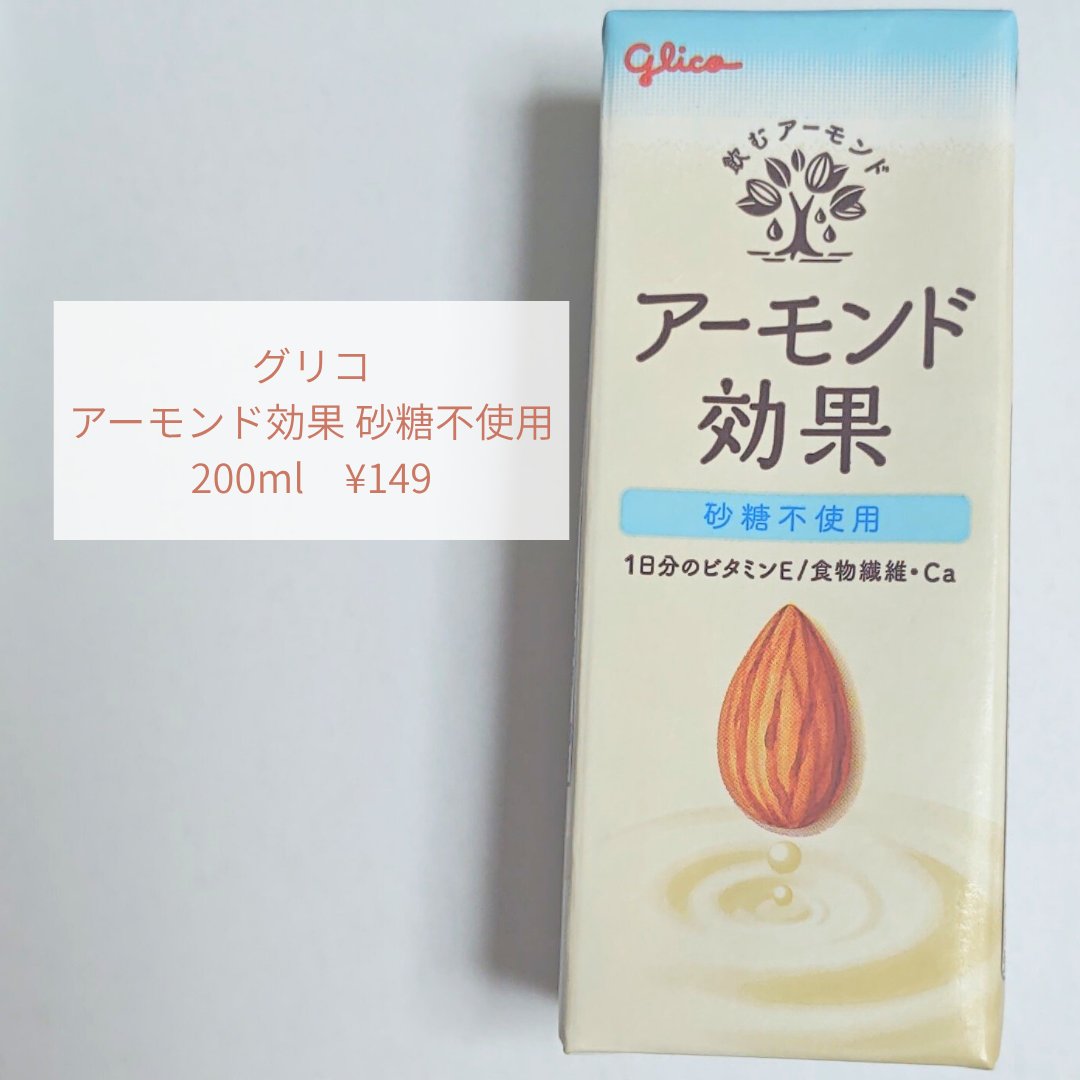 グリコ
アーモンド効果 砂糖不使用
200ml　¥149
glico
飲むアーモンド
アーモンド
効果
砂糖不使用
1日分のビタミンE/食物繊維・Ca